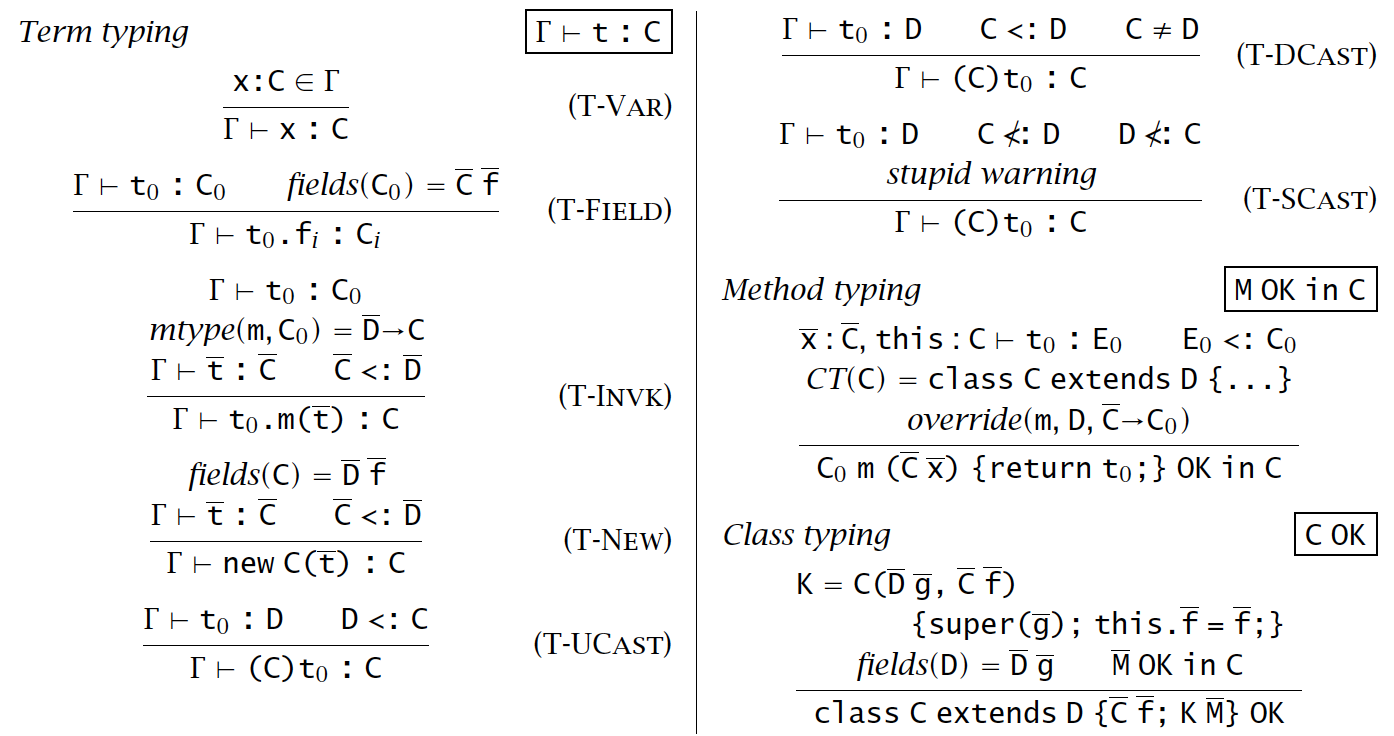 Term typing Γ ⊢ t : C
x:C ∈ Γ
Γ ⊢ x : C
(T-VAR)
Γ ⊢ t₀ : C₀ fields(C₀) = C̅ f̅
Γ ⊢ t₀.fᵢ : Cᵢ
(T-FIELD)
Γ ⊢ t₀ : C₀
mtype(m, C₀) = D̅→C
Γ ⊢ t̅ : C̅ C̅ <: D̅
Γ ⊢ t₀.m(t̅) : C
(T-INVK)
fields(C) = D̅ f̅
Γ ⊢ t̅ : C̅ C̅ <: D̅
Γ ⊢ new C(t̅) : C
(T-NEW)
Γ ⊢ t₀ : D D <: C
Γ ⊢ (C)t₀ : C
(T-UCAST)
Γ ⊢ t₀ : D C <: D C ≠ D
Γ ⊢ (C)t₀ : C
(T-DCAST)
Γ ⊢ t₀ : D C ≮: D D ≮: C
stupid warning
Γ ⊢ (C)t₀ : C
(T-SCAST)
Method typing M OK in C
x̅ : C̅, this : C ⊢ t₀ : E₀ E₀ <: C₀
CT(C) = class C extends D {...}
override(m, D, C̅→C₀)
C₀ m (C̅ x̅) {return t₀;} OK in C
Class typing C OK
K = C(D̅ g̅, C̅ f̅)
{super(g̅); this.f̅ = f̅;}
fields(D) = D̅ g̅ M̅ OK in C
class C extends D {C̅ f̅; K M̅} OK